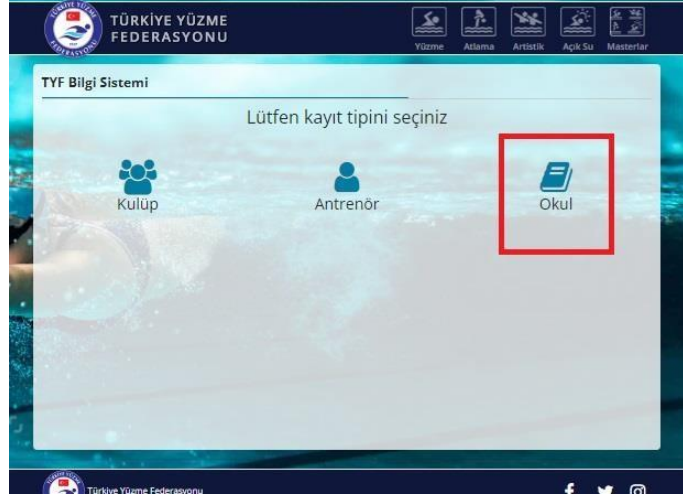 TÜRKİYE YÜZME
FEDERASYONU
Yüzme Atlama Artistik Açık Su Masterlar
TYF Bilgi Sistemi
Lütfen kayıt tipini seçiniz
Kulüp Antrenör Okul
Türkiye Yüzme Federasyonu